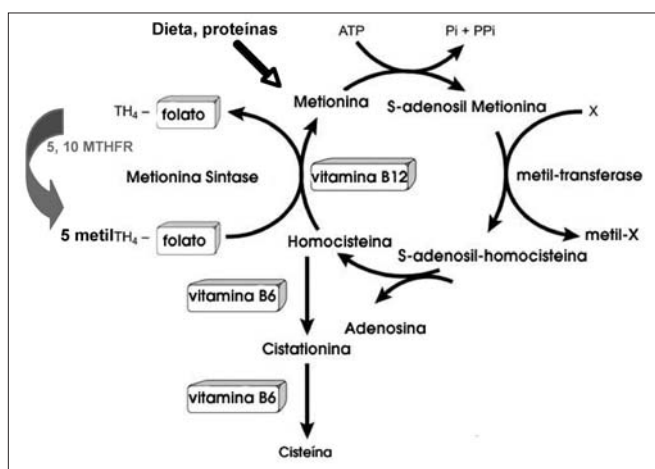 Dieta, proteínas
ATP
Pi + PPi
Metionina
S-adenosil Metionina
TH4 – folato
X
5, 10 MTHFR
Metionina Sintase
vitamina B12
metil-transferase
5 metilTH4 – folato
Homocisteina
metil-X
S-adenosil-homocisteina
vitamina B6
Adenosina
Cistationina
vitamina B6
Cisteína